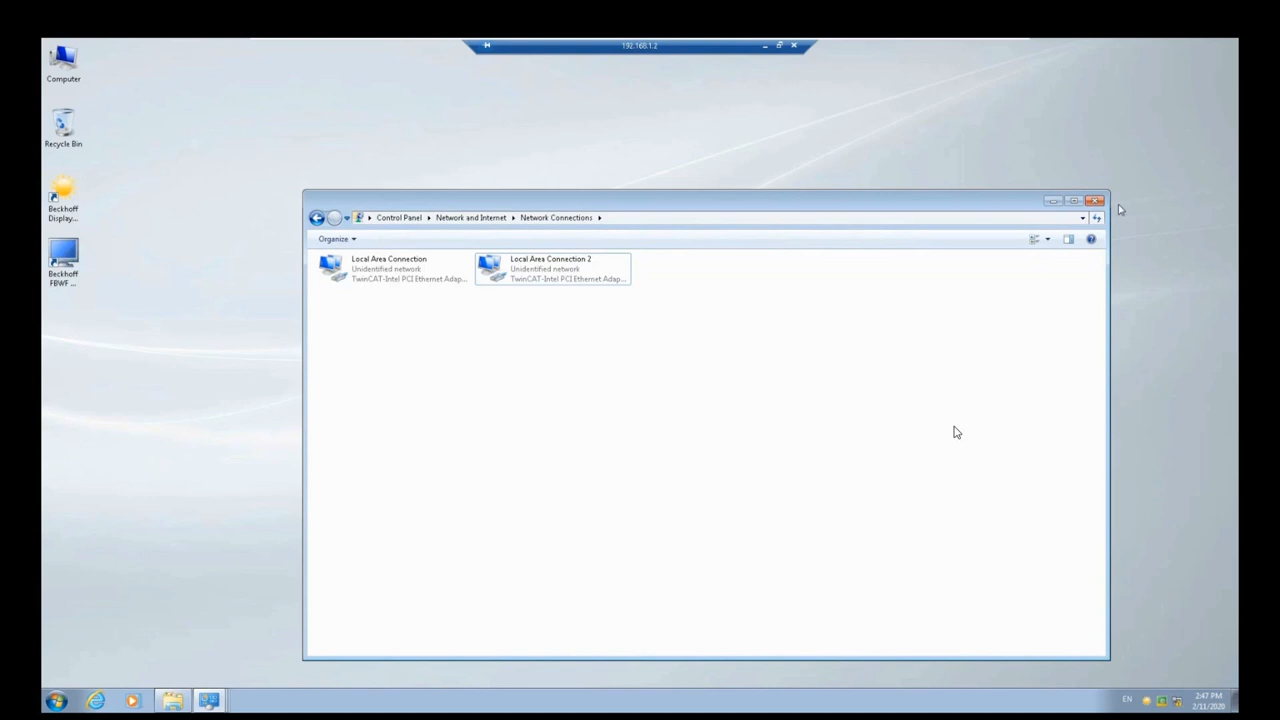 192.168.1.2
Computer
Recycle Bin
Beckhoff
Display...
Beckhoff
FBWF ...
Control Panel
Network and Internet
Network Connections
Organize
Local Area Connection
Unidentified network
TwinCAT-Intel PCI Ethernet Adap...
Local Area Connection 2
Unidentified network
TwinCAT-Intel PCI Ethernet Adap...
EN
2:47 PM
2/11/2020